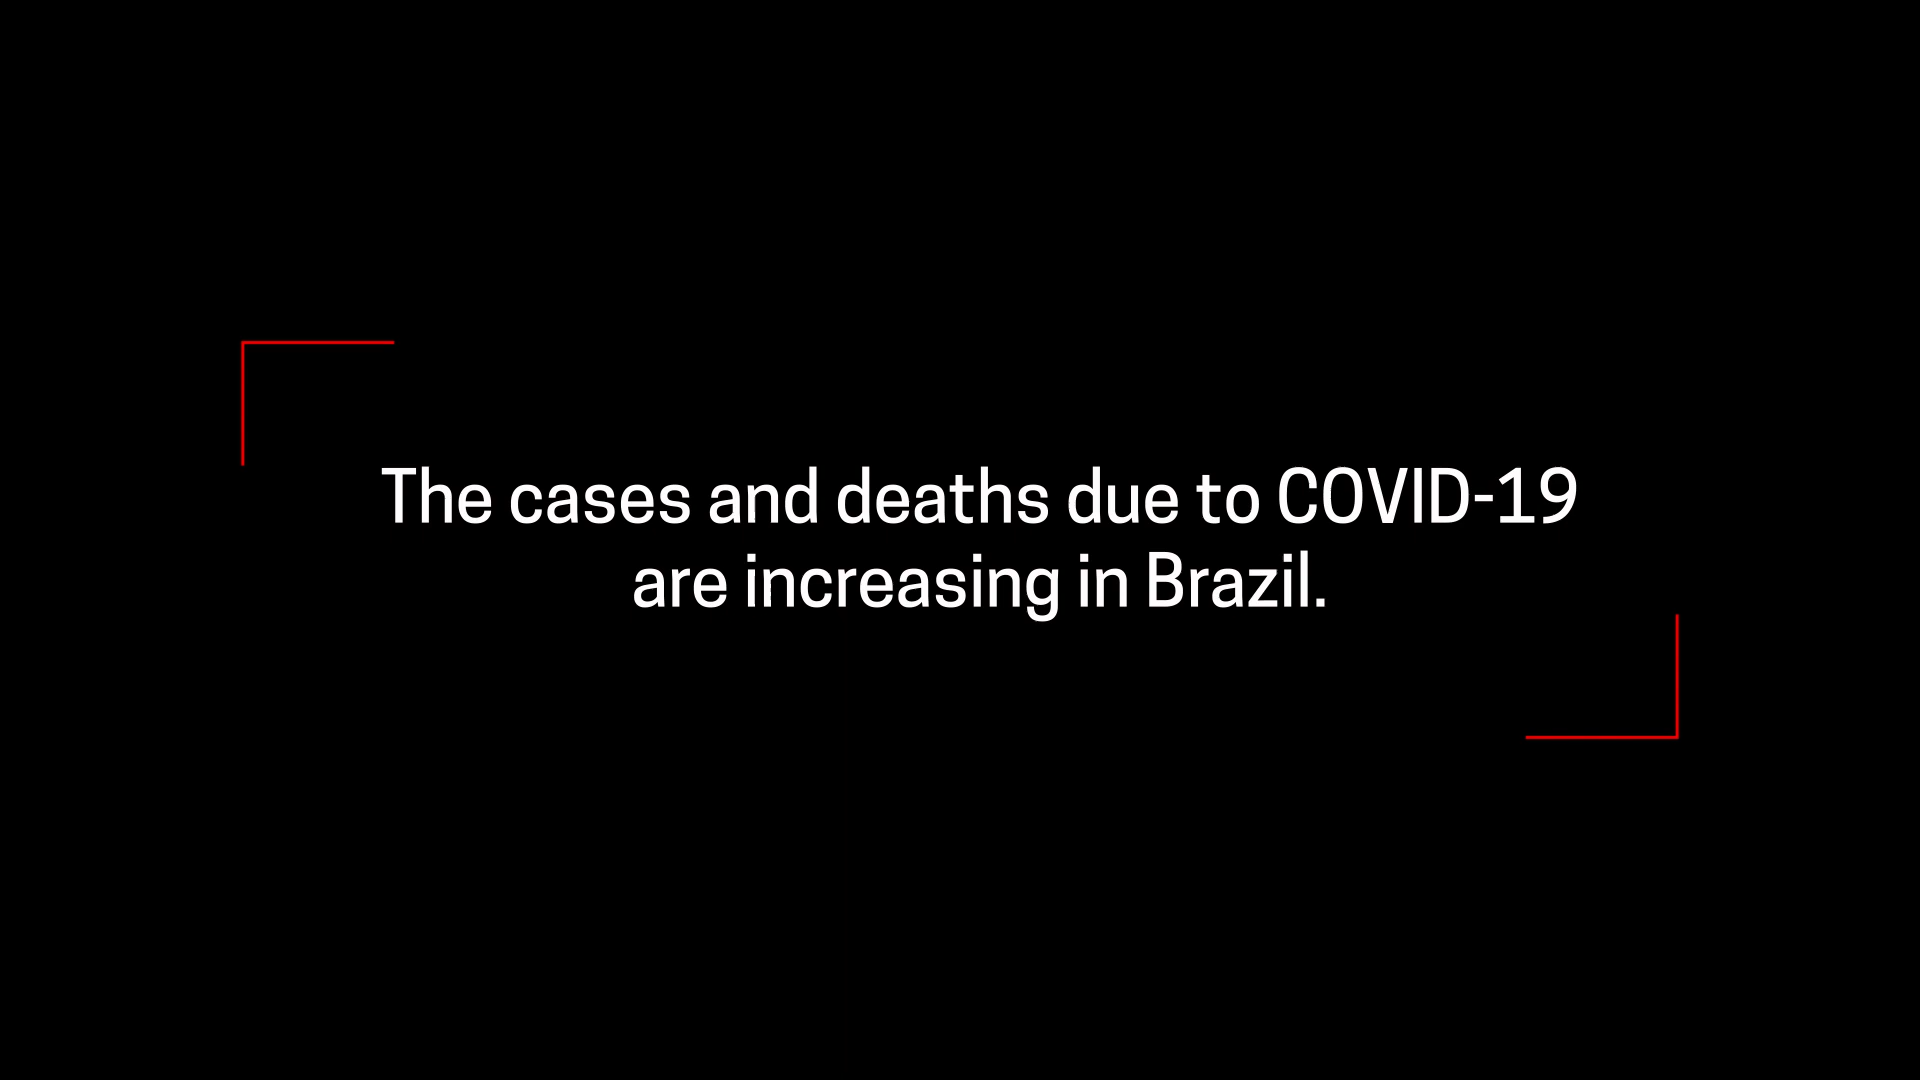 The cases and deaths due to COVID-19
are increasing in Brazil.